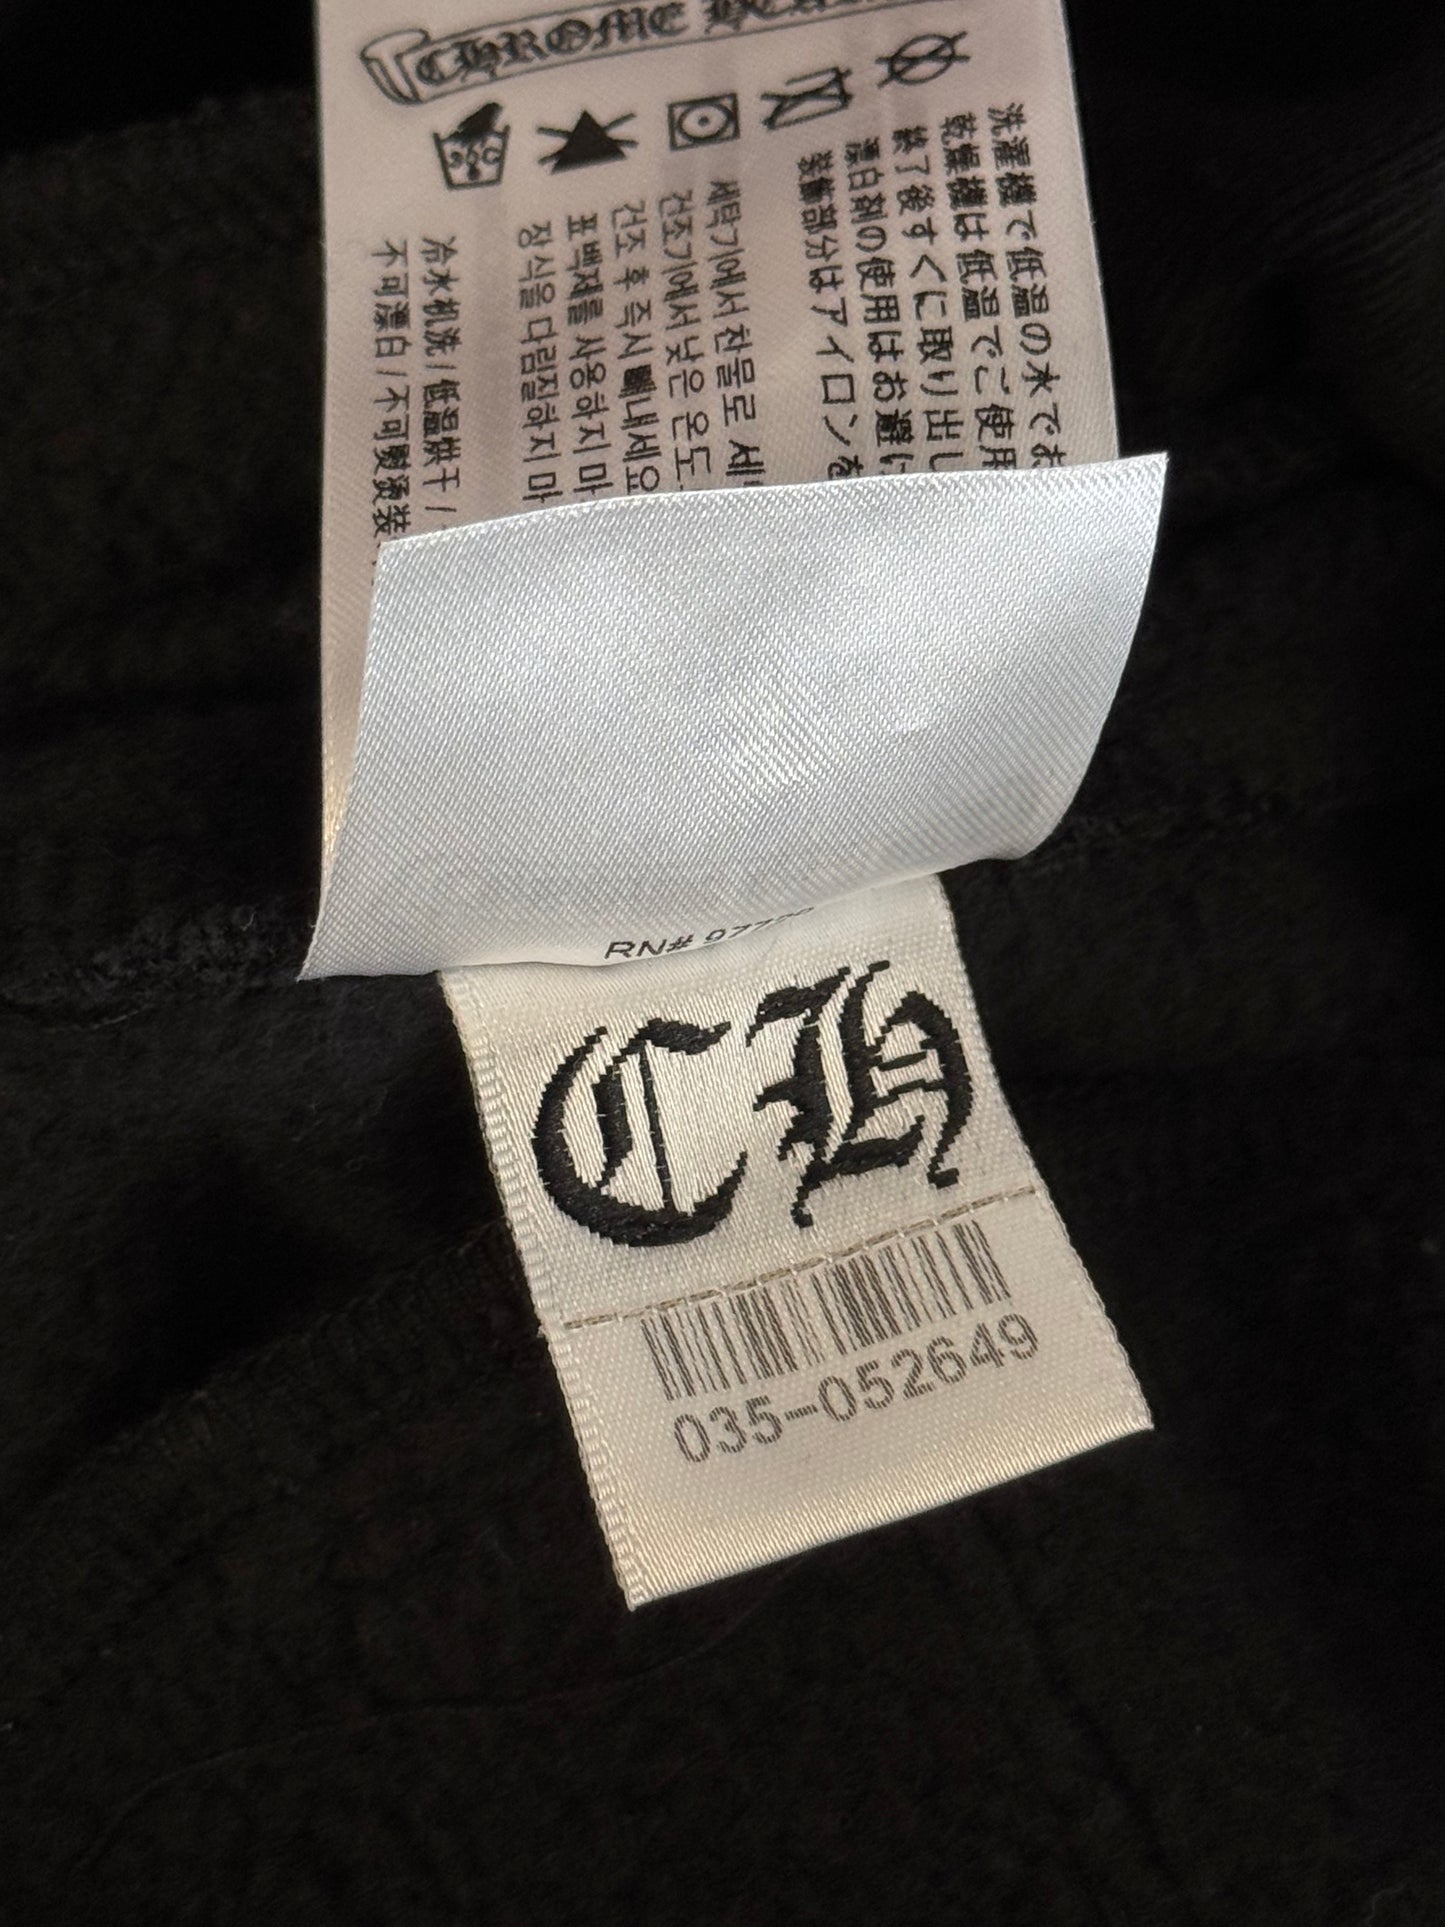 CHROME
洗濯機で低温の水でお
乾燥機は低温でご使用
終了後すぐに取り出し
漂白剤の使用はお避け
装飾部分はアイロンを
세탁기에서 찬물로 세
건조기에서 낮은 온도
건조 후 즉시 빼내세요
표백제를 사용하지 마
장식을 다림질하지 마
冷水机洗 / 低温烘干 /
不可漂白 / 不可熨烫装
RN#
CH
035-052649